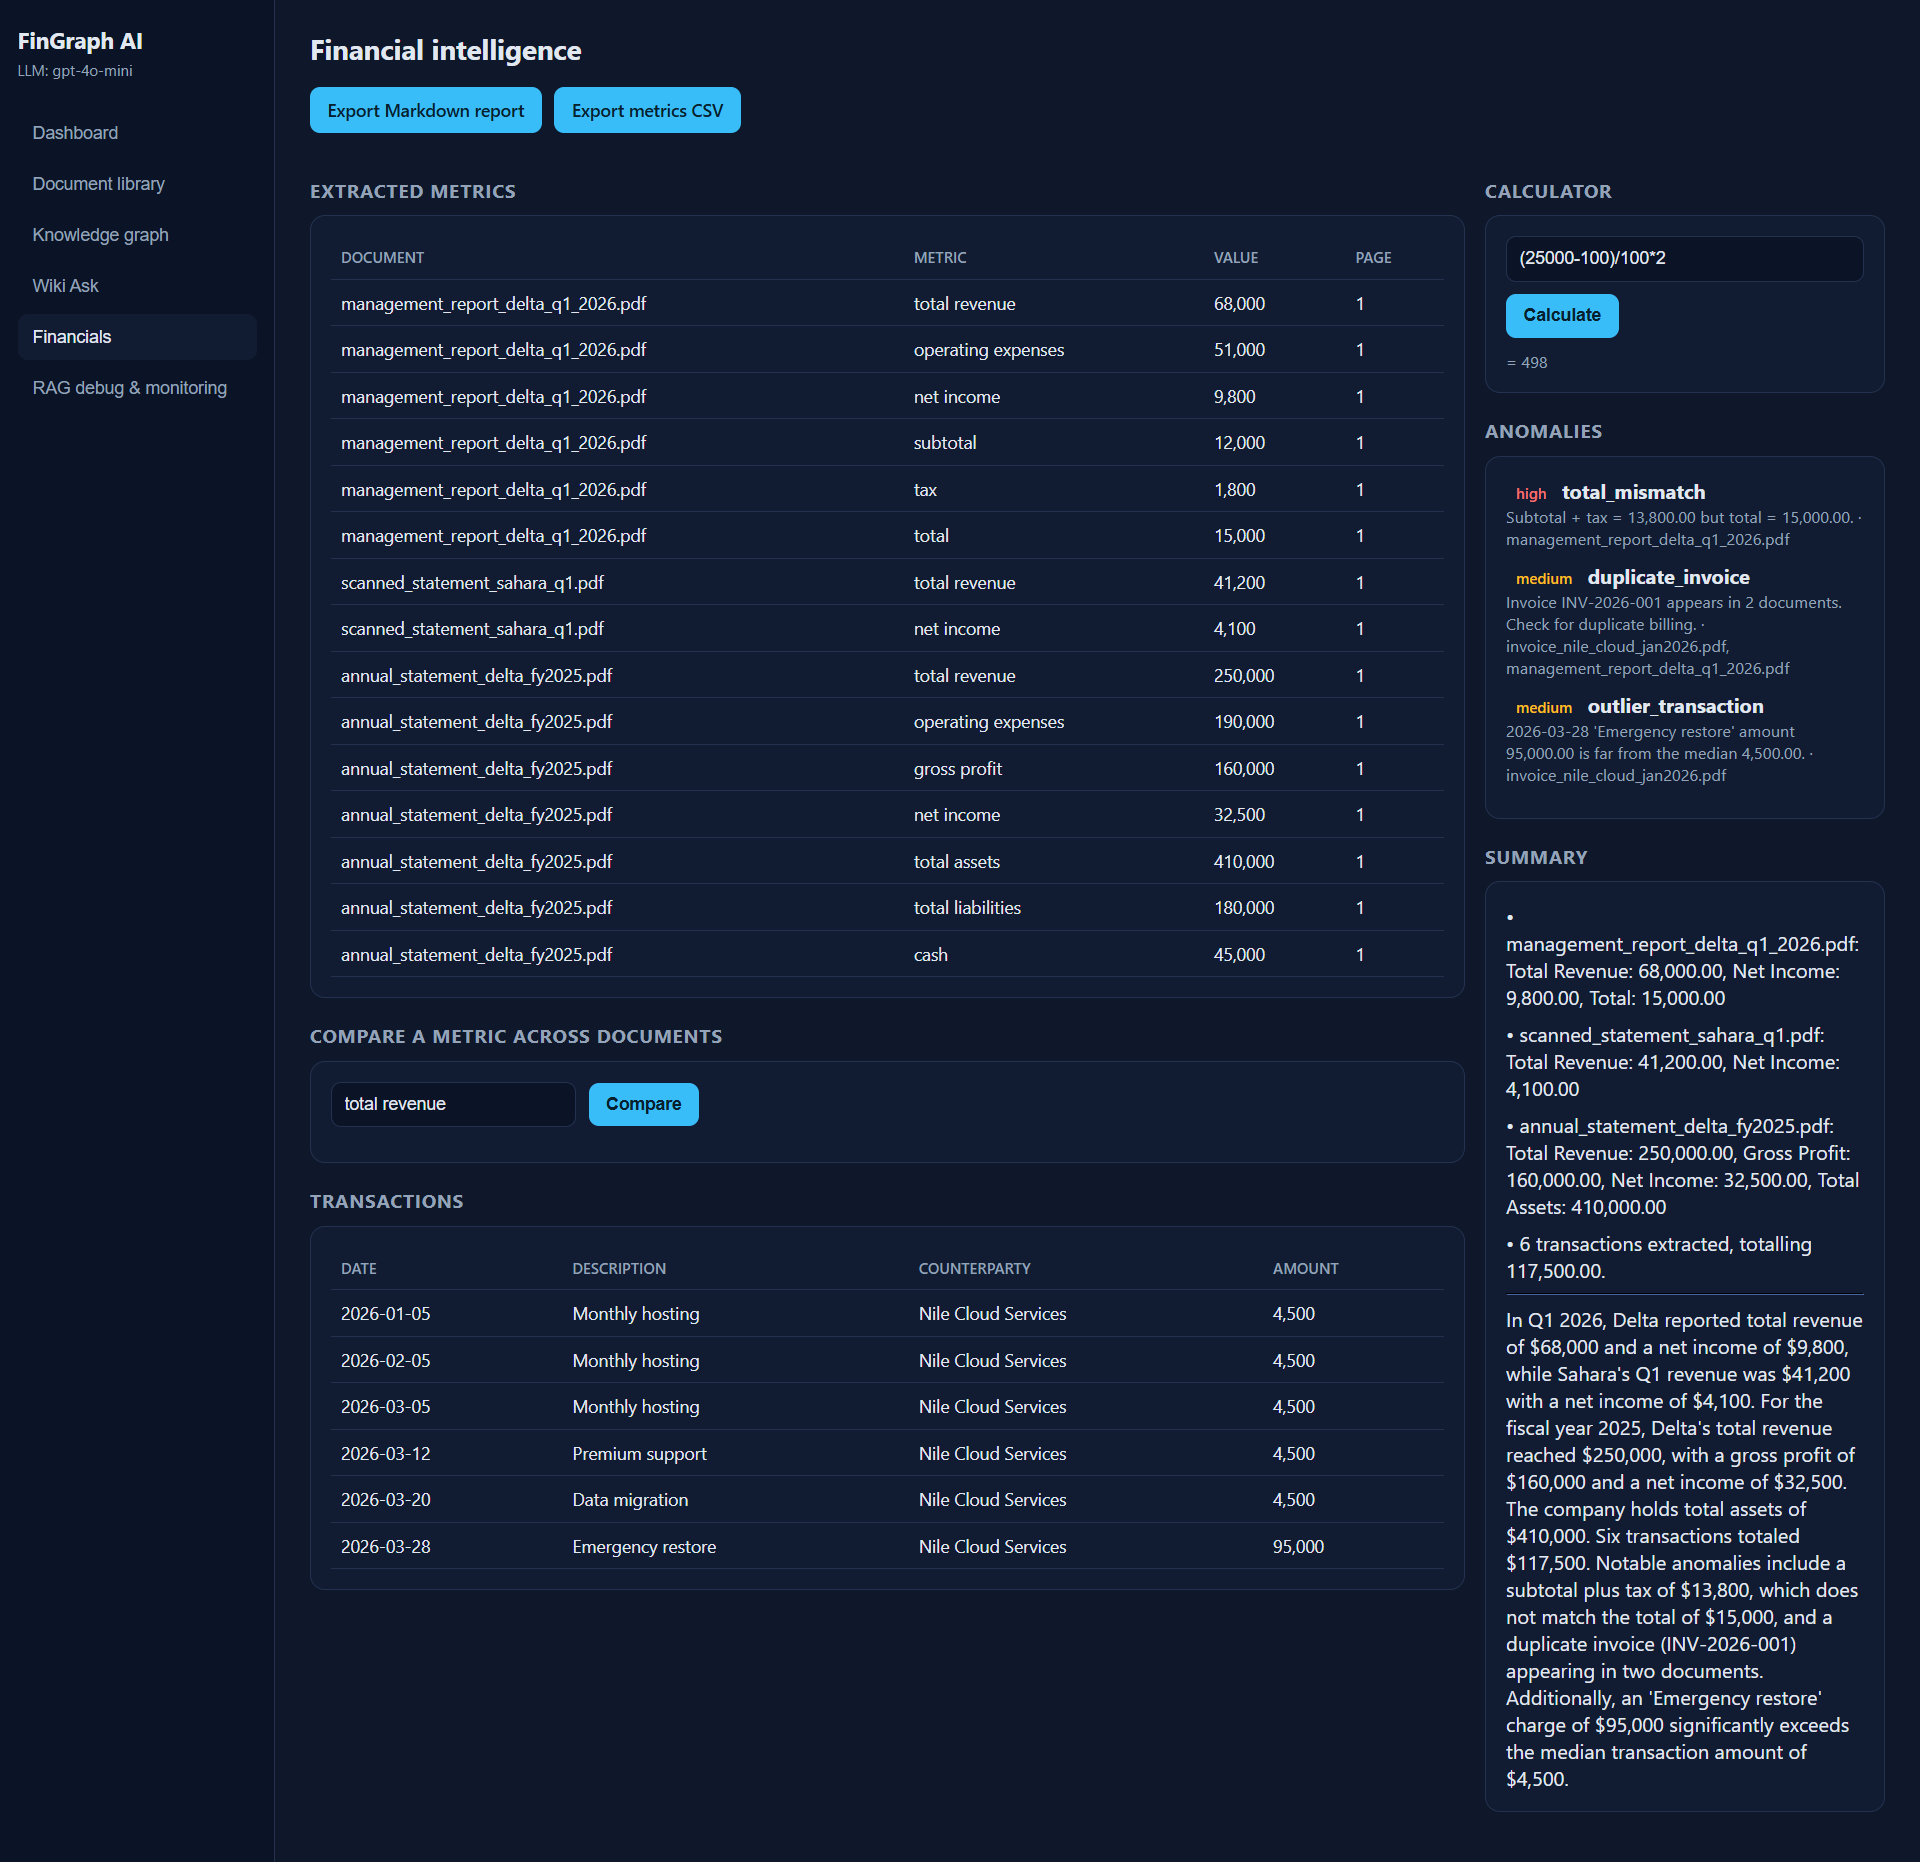 FinGraph AI
LLM: gpt-4o-mini
Dashboard
Document library
Knowledge graph
Wiki Ask
Financials
RAG debug & monitoring
Financial intelligence
Export Markdown report Export metrics CSV
EXTRACTED METRICS
DOCUMENT METRIC VALUE PAGE
management_report_delta_q1_2026.pdf total revenue 68,000 1
management_report_delta_q1_2026.pdf operating expenses 51,000 1
management_report_delta_q1_2026.pdf net income 9,800 1
management_report_delta_q1_2026.pdf subtotal 12,000 1
management_report_delta_q1_2026.pdf tax 1,800 1
management_report_delta_q1_2026.pdf total 15,000 1
scanned_statement_sahara_q1.pdf total revenue 41,200 1
scanned_statement_sahara_q1.pdf net income 4,100 1
annual_statement_delta_fy2025.pdf total revenue 250,000 1
annual_statement_delta_fy2025.pdf operating expenses 190,000 1
annual_statement_delta_fy2025.pdf gross profit 160,000 1
annual_statement_delta_fy2025.pdf net income 32,500 1
annual_statement_delta_fy2025.pdf total assets 410,000 1
annual_statement_delta_fy2025.pdf total liabilities 180,000 1
annual_statement_delta_fy2025.pdf cash 45,000 1
COMPARE A METRIC ACROSS DOCUMENTS
total revenue Compare
TRANSACTIONS
DATE DESCRIPTION COUNTERPARTY AMOUNT
2026-01-05 Monthly hosting Nile Cloud Services 4,500
2026-02-05 Monthly hosting Nile Cloud Services 4,500
2026-03-05 Monthly hosting Nile Cloud Services 4,500
2026-03-12 Premium support Nile Cloud Services 4,500
2026-03-20 Data migration Nile Cloud Services 4,500
2026-03-28 Emergency restore Nile Cloud Services 95,000
CALCULATOR
(25000-100)/100*2
Calculate
= 498
ANOMALIES
high total_mismatch
Subtotal + tax = 13,800.00 but total = 15,000.00. ·
management_report_delta_q1_2026.pdf
medium duplicate_invoice
Invoice INV-2026-001 appears in 2 documents.
Check for duplicate billing. ·
invoice_nile_cloud_jan2026.pdf,
management_report_delta_q1_2026.pdf
medium outlier_transaction
2026-03-28 'Emergency restore' amount
95,000.00 is far from the median 4,500.00. ·
invoice_nile_cloud_jan2026.pdf
SUMMARY
•
management_report_delta_q1_2026.pdf:
Total Revenue: 68,000.00, Net Income:
9,800.00, Total: 15,000.00
• scanned_statement_sahara_q1.pdf:
Total Revenue: 41,200.00, Net Income:
4,100.00
• annual_statement_delta_fy2025.pdf:
Total Revenue: 250,000.00, Gross Profit:
160,000.00, Net Income: 32,500.00, Total
Assets: 410,000.00
• 6 transactions extracted, totalling
117,500.00.
In Q1 2026, Delta reported total revenue
of $68,000 and a net income of $9,800,
while Sahara's Q1 revenue was $41,200
with a net income of $4,100. For the
fiscal year 2025, Delta's total revenue
reached $250,000, with a gross profit of
$160,000 and a net income of $32,500.
The company holds total assets of
$410,000. Six transactions totaled
$117,500. Notable anomalies include a
subtotal plus tax of $13,800, which does
not match the total of $15,000, and a
duplicate invoice (INV-2026-001)
appearing in two documents.
Additionally, an 'Emergency restore'
charge of $95,000 significantly exceeds
the median transaction amount of
$4,500.